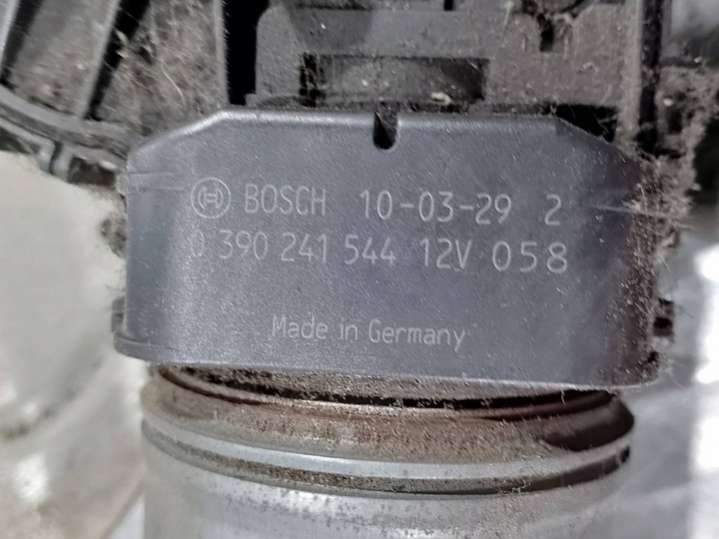 BOSCH 10-03-29 2
0 390 241 544 12V 058
Made in Germany